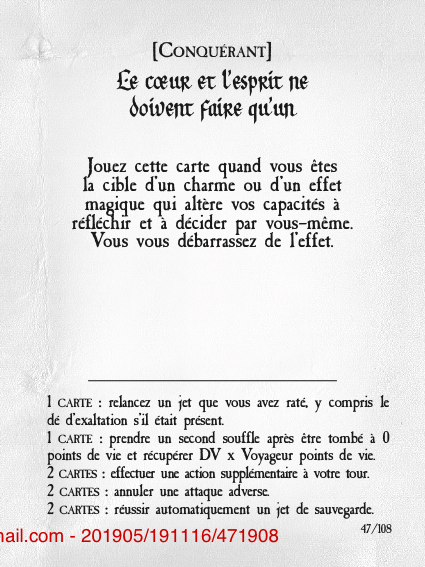 [Conquérant]
Le cœur et l'esprit ne
doivent faire qu'un
Jouez cette carte quand vous êtes
la cible d'un charme ou d'un effet
magique qui altère vos capacités à
réfléchir et à décider par vous-même.
Vous vous débarrassez de l'effet.
1 CARTE : relancez un jet que vous avez raté, y compris le
dé d'exaltation s'il était présent.
1 CARTE : prendre un second souffle après être tombé à 0
points de vie et récupérer DV x Voyageur points de vie.
2 CARTES : effectuer une action supplémentaire à votre tour.
2 CARTES : annuler une attaque adverse.
2 CARTES : réussir automatiquement un jet de sauvegarde.
47/108
ail.com - 201905/191116/471908